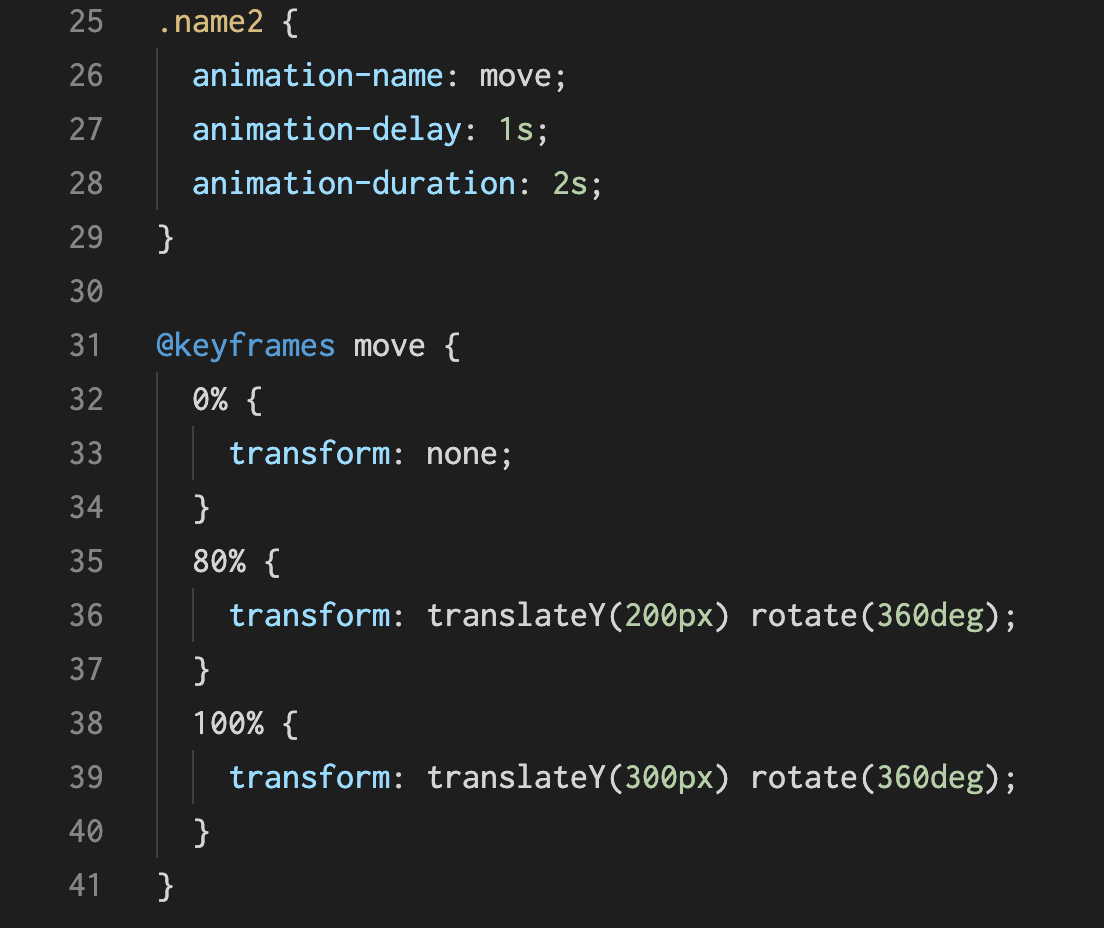 25 .name2 {
26 animation-name: move;
27 animation-delay: 1s;
28 animation-duration: 2s;
29 }
30
31 @keyframes move {
32 0% {
33 transform: none;
34 }
35 80% {
36 transform: translateY(200px) rotate(360deg);
37 }
38 100% {
39 transform: translateY(300px) rotate(360deg);
40 }
41 }